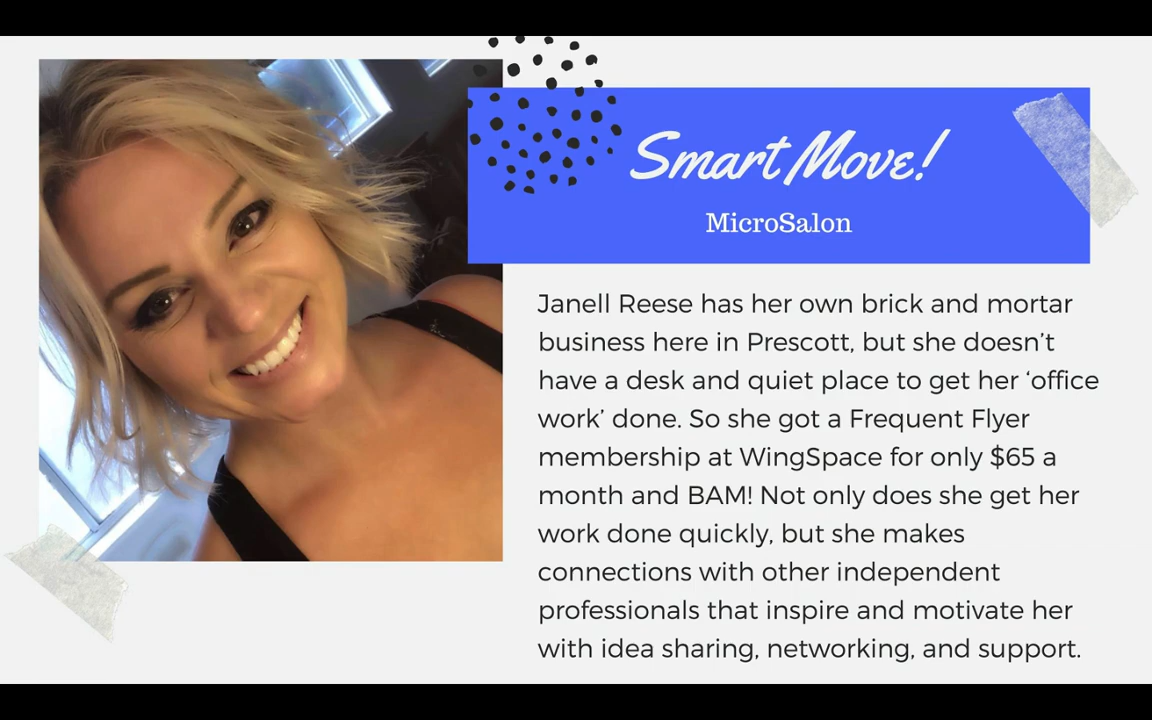 Smart Move!
MicroSalon
Janell Reese has her own brick and mortar
business here in Prescott, but she doesn’t
have a desk and quiet place to get her ‘office
work’ done. So she got a Frequent Flyer
membership at WingSpace for only $65 a
month and BAM! Not only does she get her
work done quickly, but she makes
connections with other independent
professionals that inspire and motivate her
with idea sharing, networking, and support.